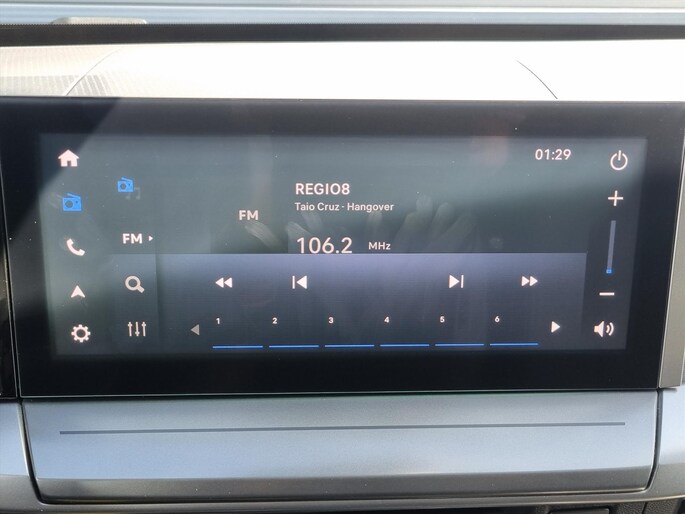 01:29
REGIO8
Taio Cruz · Hangover
FM
FM
106.2 MHz
1 2 3 4 5 6